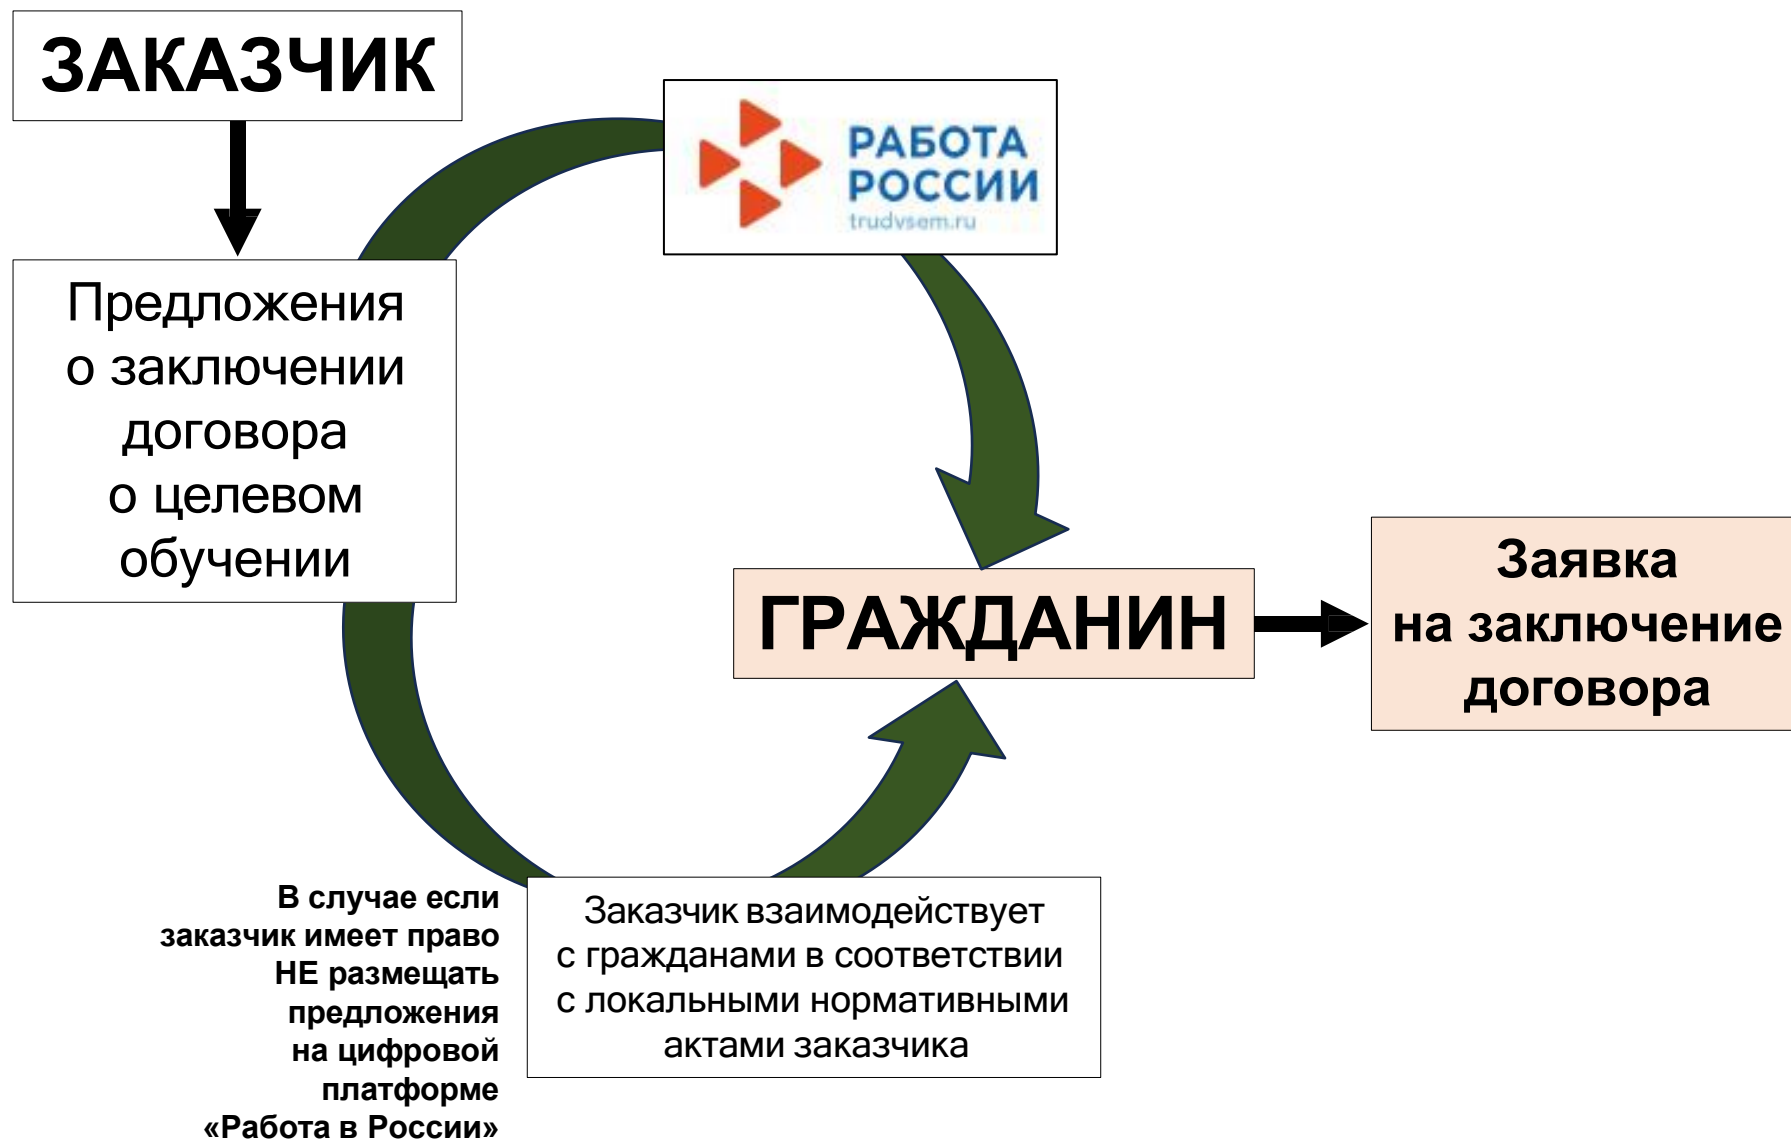 ЗАКАЗЧИК
РАБОТА
РОССИИ
trudvsem.ru
Предложения
о заключении
договора
о целевом
обучении
ГРАЖДАНИН
Заявка
на заключение
договора
В случае если
заказчик имеет право
НЕ размещать
предложения
на цифровой
платформе
«Работа в России»
Заказчик взаимодействует
с гражданами в соответствии
с локальными нормативными
актами заказчика